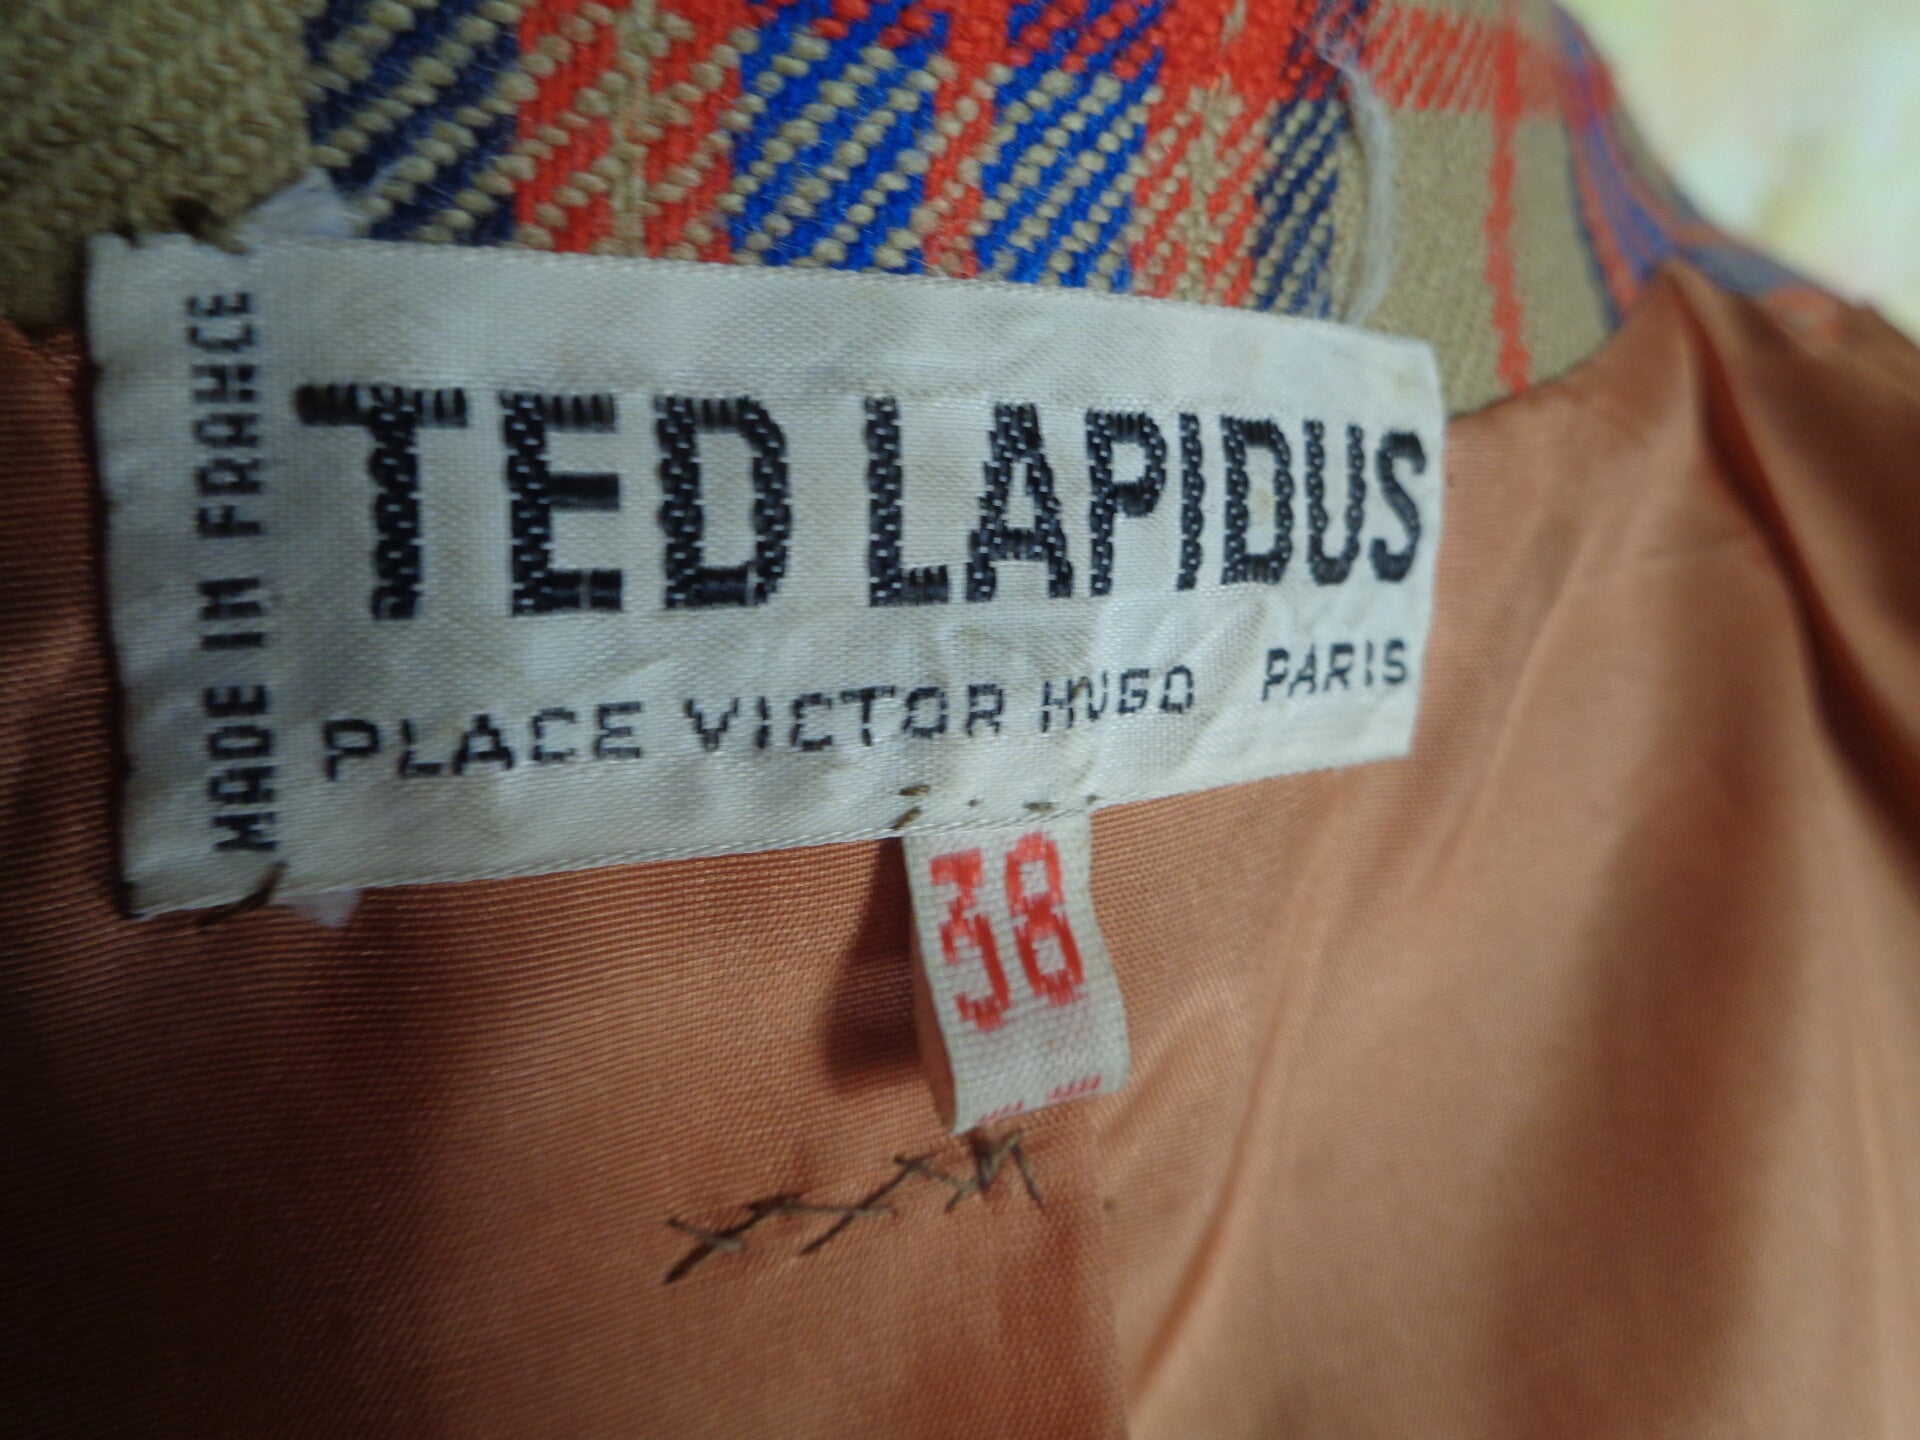 MADE IN FRANCE
TED LAPIDUS
PLACE VICTOR HUGO PARIS
38